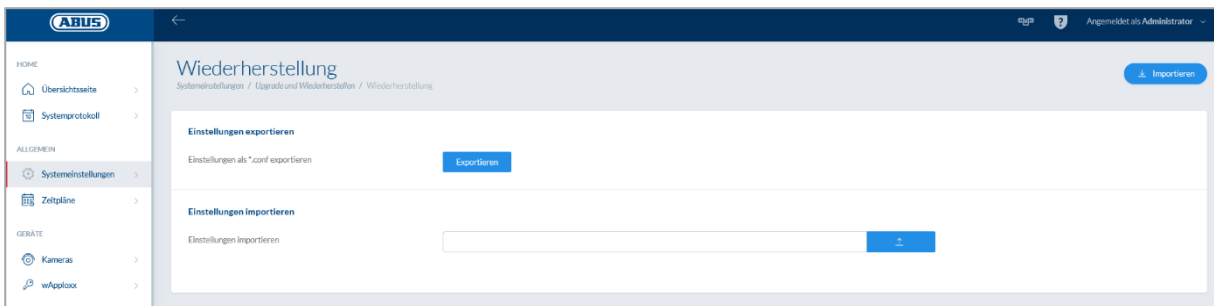 ABUS
Angemeldet als Administrator
HOME
Übersichtsseite
Systemprotokoll
ALLGEMEIN
Systemeinstellungen
Zeitpläne
GERÄTE
Kameras
wApploxx
Wiederherstellung
Systemeinstellungen / Upgrade und Wiederherstellen / Wiederherstellung
Importieren
Einstellungen exportieren
Einstellungen als *.conf exportieren
Exportieren
Einstellungen importieren
Einstellungen importieren